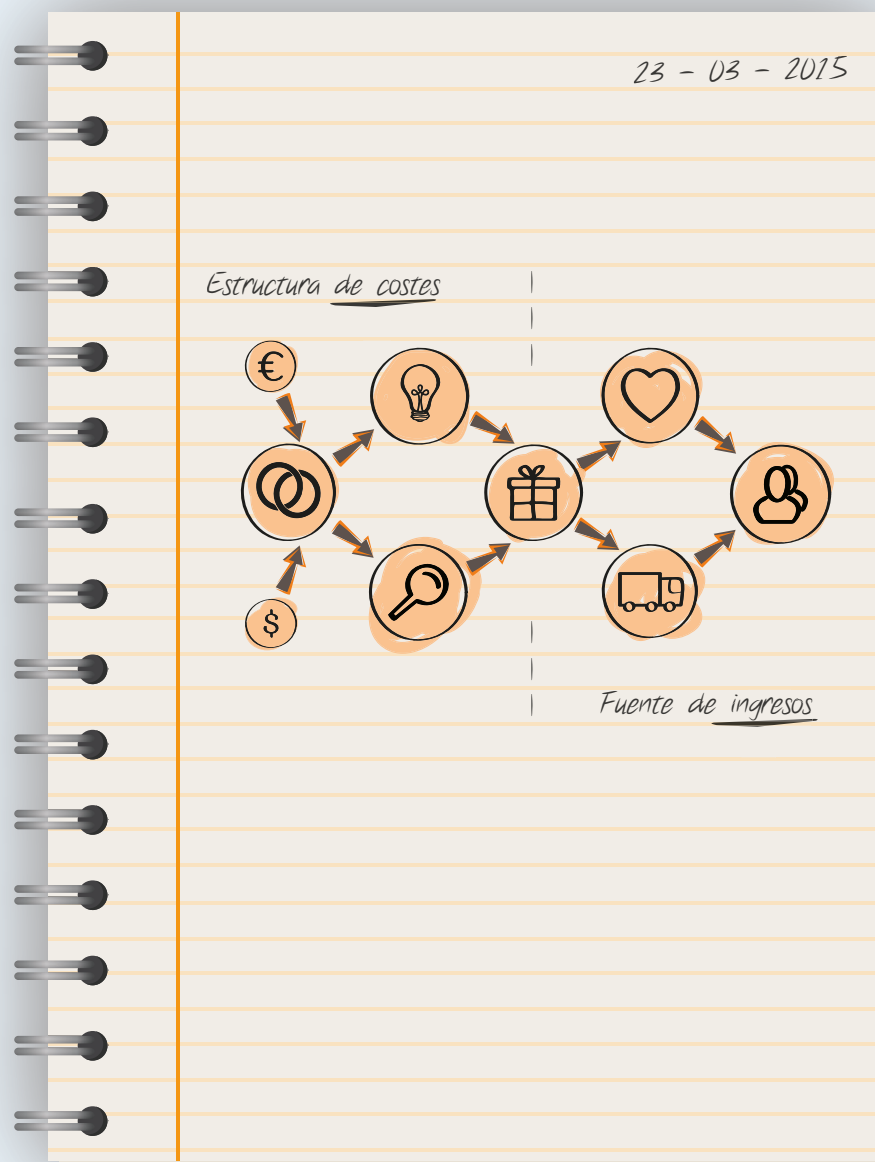 23 - 03 - 2015
Estructura de costes
€
$
Fuente de ingresos